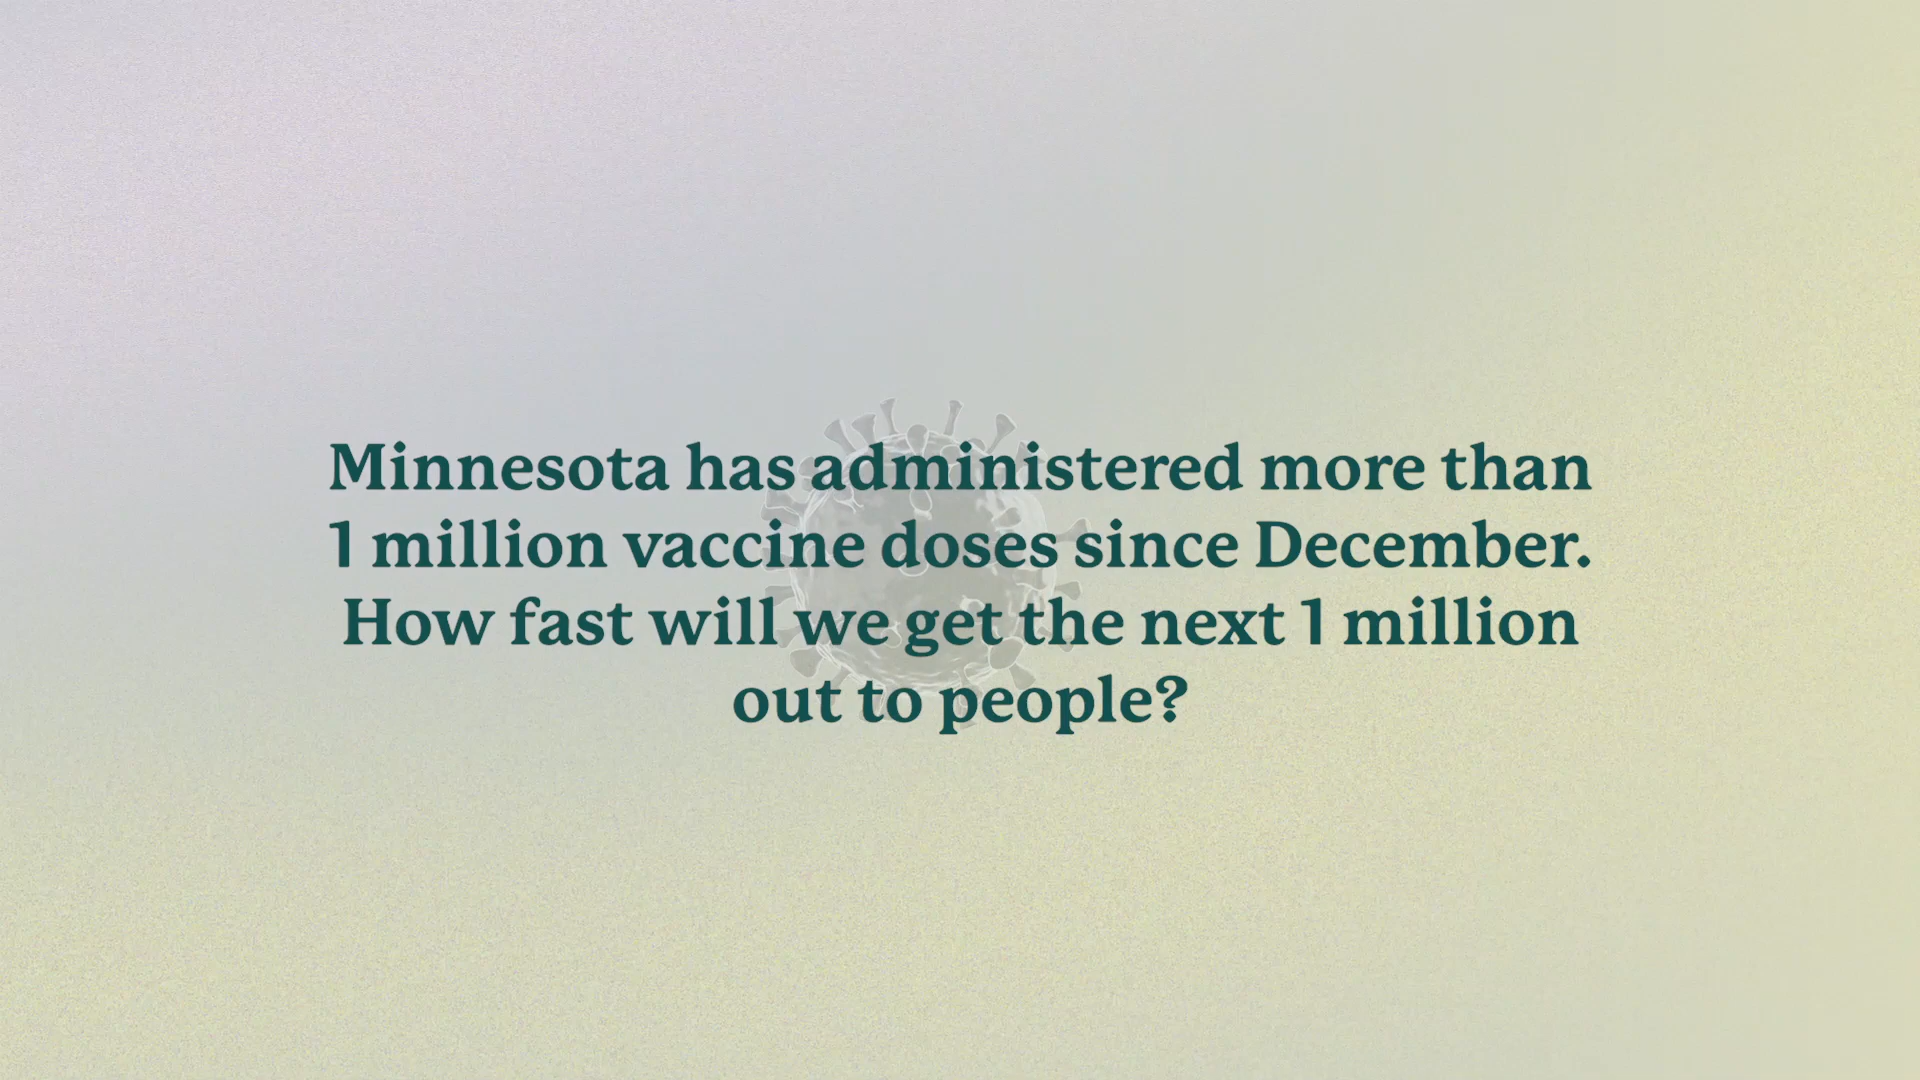 Minnesota has administered more than
1 million vaccine doses since December.
How fast will we get the next 1 million
out to people?